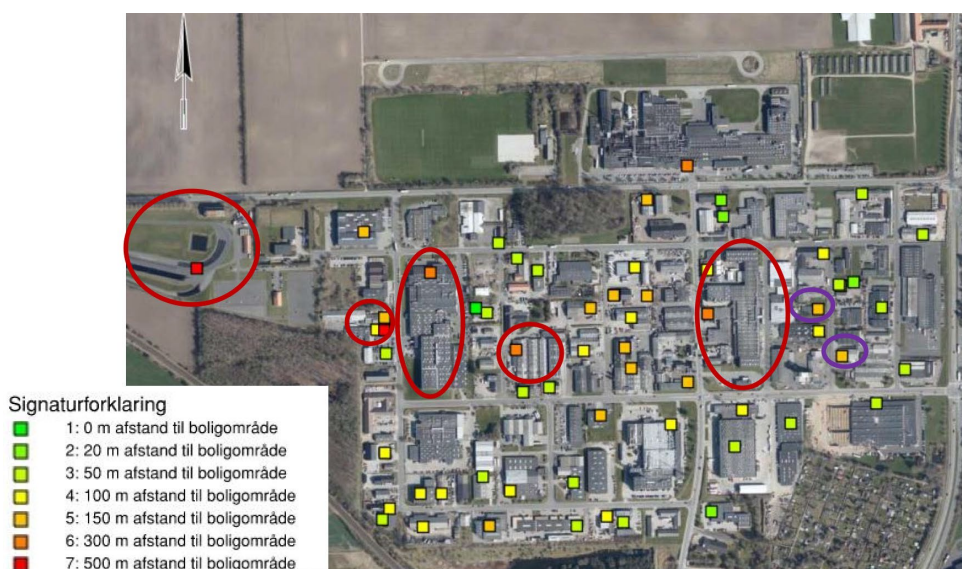 Signaturforklaring
1: 0 m afstand til boligområde
2: 20 m afstand til boligområde
3: 50 m afstand til boligområde
4: 100 m afstand til boligområde
5: 150 m afstand til boligområde
6: 300 m afstand til boligområde
7: 500 m afstand til boligområde